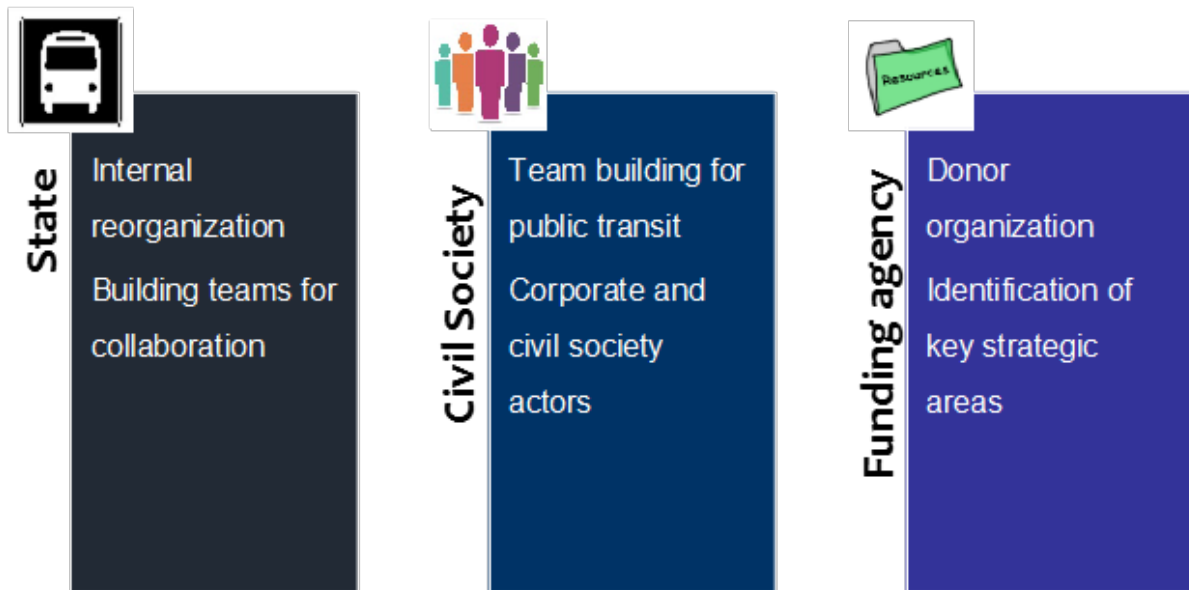 State
Internal
reorganization
Building teams for
collaboration
Civil Society
Team building for
public transit
Corporate and
civil society
actors
Resources
Funding agency
Donor
organization
Identification of
key strategic
areas